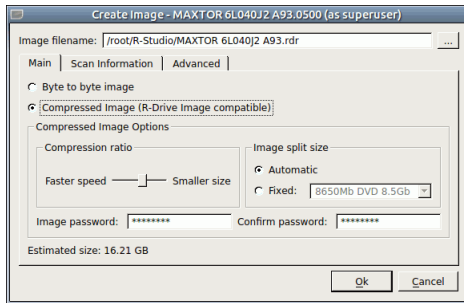 Create Image - MAXTOR 6L040J2 A93.0500 (as superuser)
Image filename: /root/R-Studio/MAXTOR 6L040J2 A93.rdr ...
Main Scan Information Advanced
Byte to byte image
Compressed Image (R-Drive Image compatible)
Compressed Image Options
Compression ratio Image split size
Automatic
Faster speed Smaller size
Fixed: 8650Mb DVD 8.5Gb
Image password: ******** Confirm password: ********
Estimated size: 16.21 GB
Ok Cancel